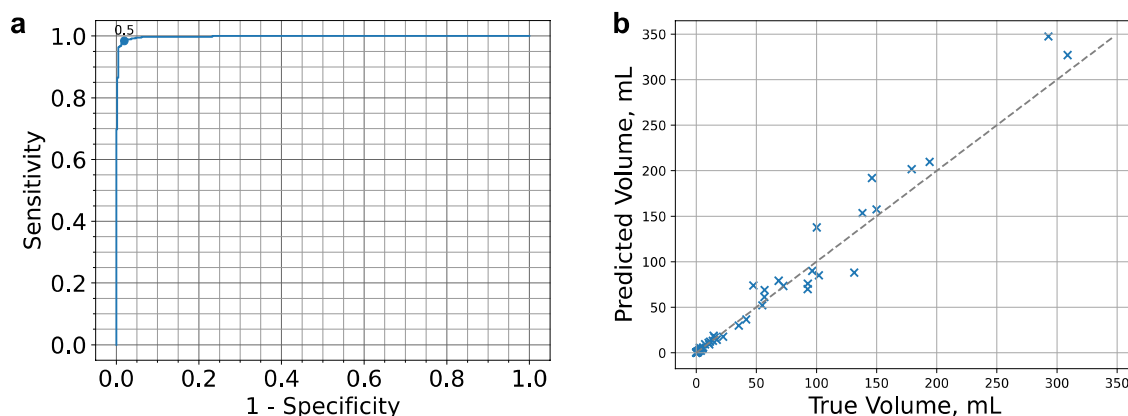 a
0.5
1.0
0.8
0.6
0.4
0.2
0.0
Sensitivity
0.0 0.2 0.4 0.6 0.8 1.0
1 - Specificity
b
350
300
250
200
150
100
50
0
Predicted Volume, mL
0 50 100 150 200 250 300 350
True Volume, mL